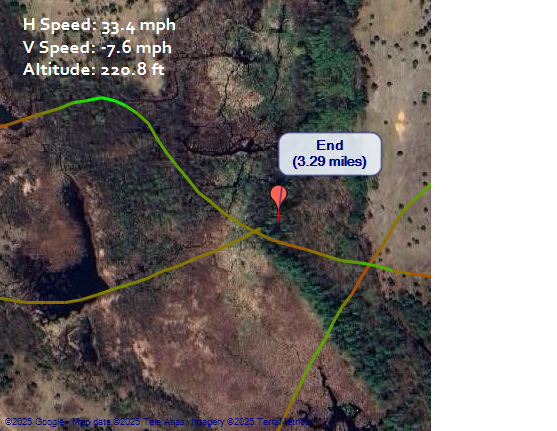 H Speed: 33.4 mph
V Speed: -7.6 mph
Altitude: 220.8 ft
End
(3.29 miles)
©2025 Google - Map data ©2025 Tele Atlas, Imagery ©2025 TerraMetrics